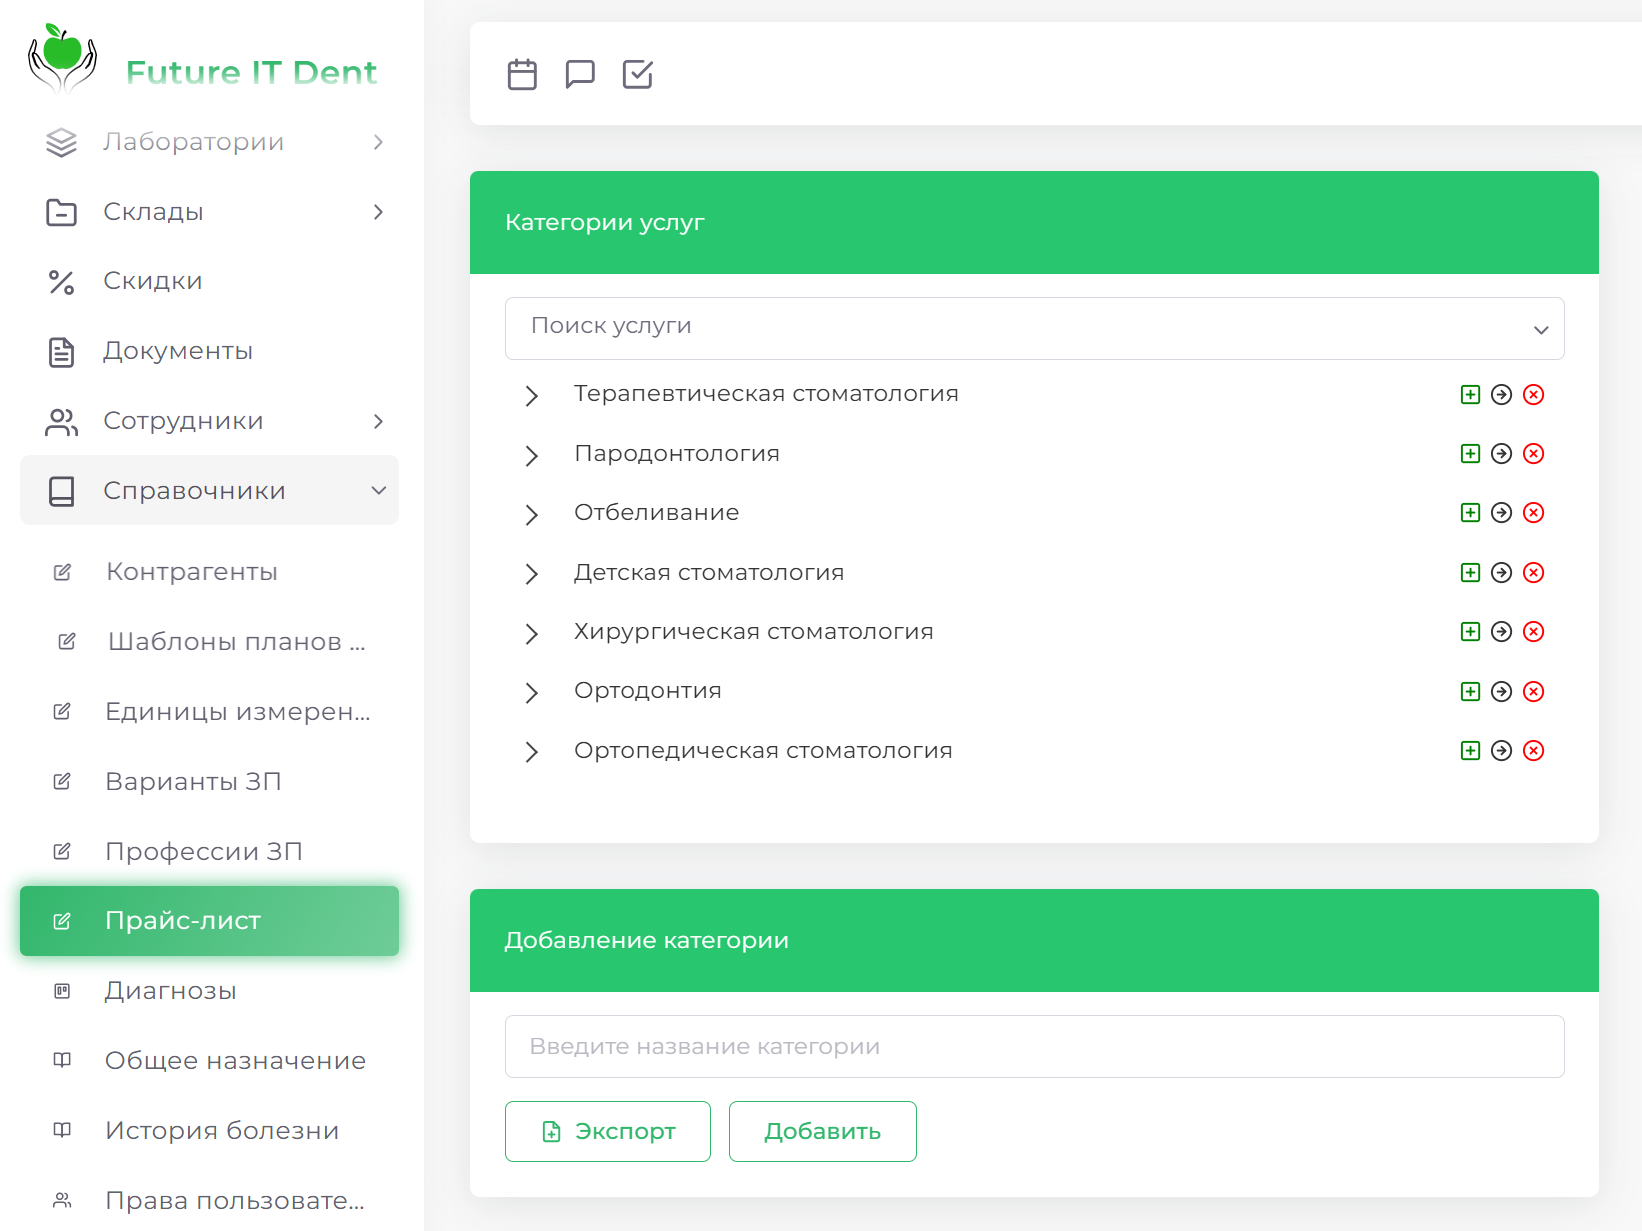 Future IT Dent
Лаборатории
Склады
Скидки
Документы
Сотрудники
Справочники
Контрагенты
Шаблоны планов ...
Единицы измерен...
Варианты ЗП
Профессии ЗП
Прайс-лист
Диагнозы
Общее назначение
История болезни
Права пользовате...
Категории услуг
Поиск услуги
Терапевтическая стоматология
Пародонтология
Отбеливание
Детская стоматология
Хирургическая стоматология
Ортодонтия
Ортопедическая стоматология
Добавление категории
Введите название категории
Экспорт
Добавить